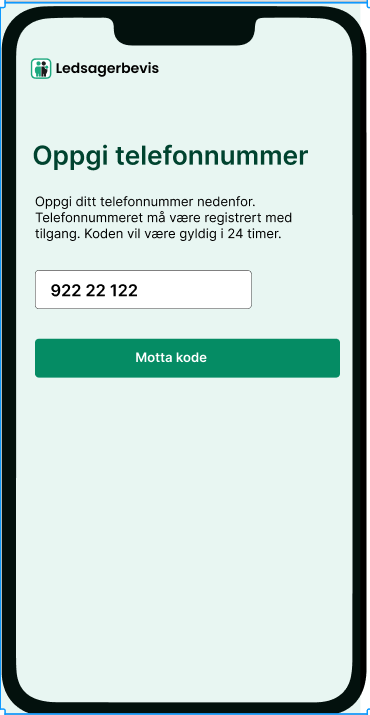 Ledsagerbevis
Oppgi telefonnummer
Oppgi ditt telefonnummer nedenfor.
Telefonnummeret må være registrert med
tilgang. Koden vil være gyldig i 24 timer.
922 22 122
Motta kode